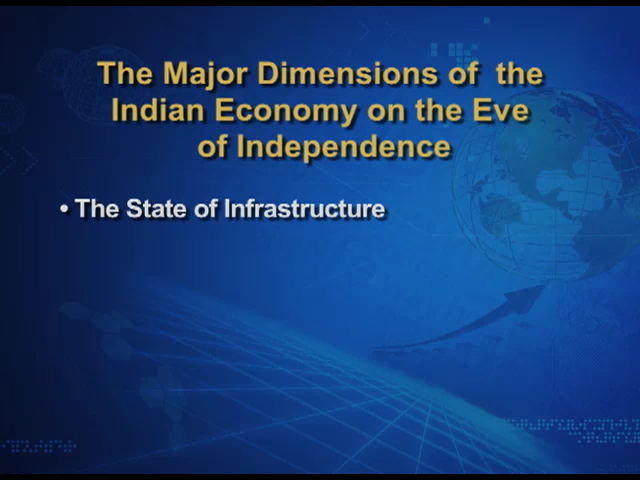 The Major Dimensions of the
Indian Economy on the Eve
of Independence
• The State of Infrastructure